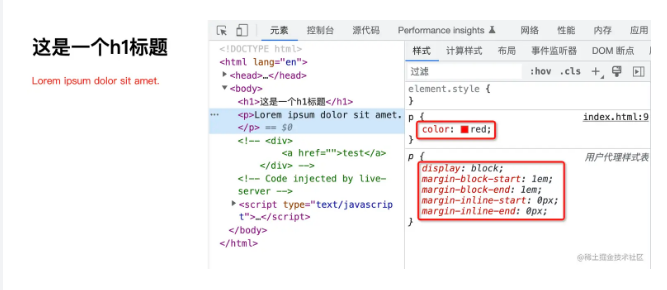 这是一个h1标题
Lorem ipsum dolor sit amet.
元素 控制台 源代码 Performance insights 网络 性能 内存 应用
<!DOCTYPE html>
<html lang="en">
<head>…</head>
<body>
<h1>这是一个h1标题</h1>
<p>Lorem ipsum dolor sit amet.
</p> == $0
<!-- <div>
<a href="">test</a>
</div> -->
<!-- Code injected by live-
server -->
<script type="text/javascrip
t">…</script>
</body>
</html>
样式 计算样式 布局 事件监听器 DOM 断点 属性
过滤 :hov .cls
element.style {
}
p { index.html:9
color: red;
}
p { 用户代理样式表
display: block;
margin-block-start: 1em;
margin-block-end: 1em;
margin-inline-start: 0px;
margin-inline-end: 0px;
}
@稀土掘金技术社区